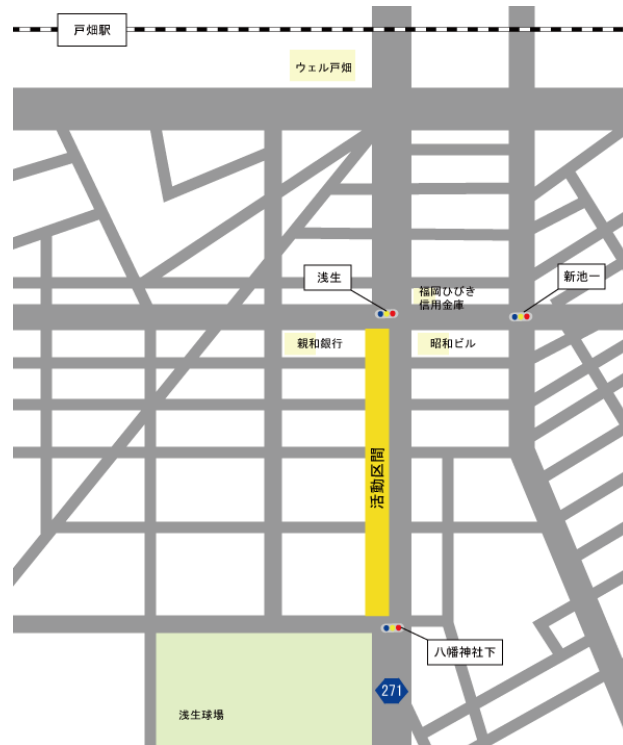 戸畑駅
ウェル戸畑
浅生
新池一
福岡ひびき
信用金庫
親和銀行
昭和ビル
活動区間
八幡神社下
271
浅生球場